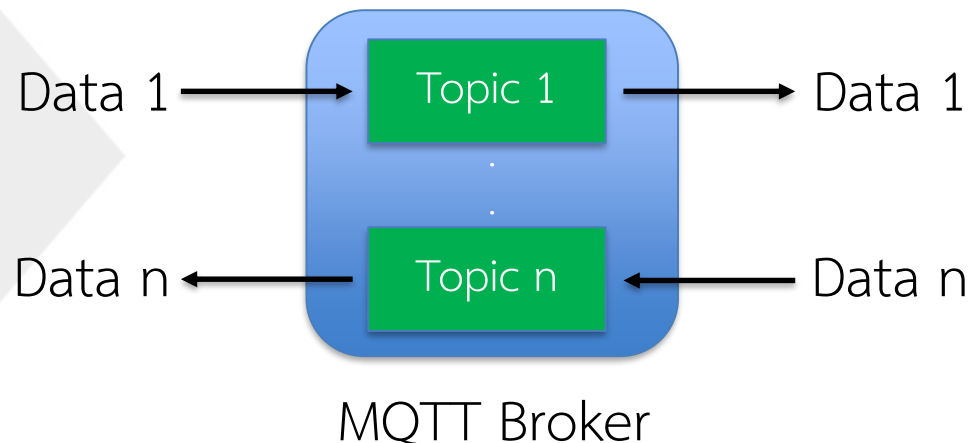 Data 1
Topic 1
Data 1
.
.
Data n
Topic n
Data n
MQTT Broker